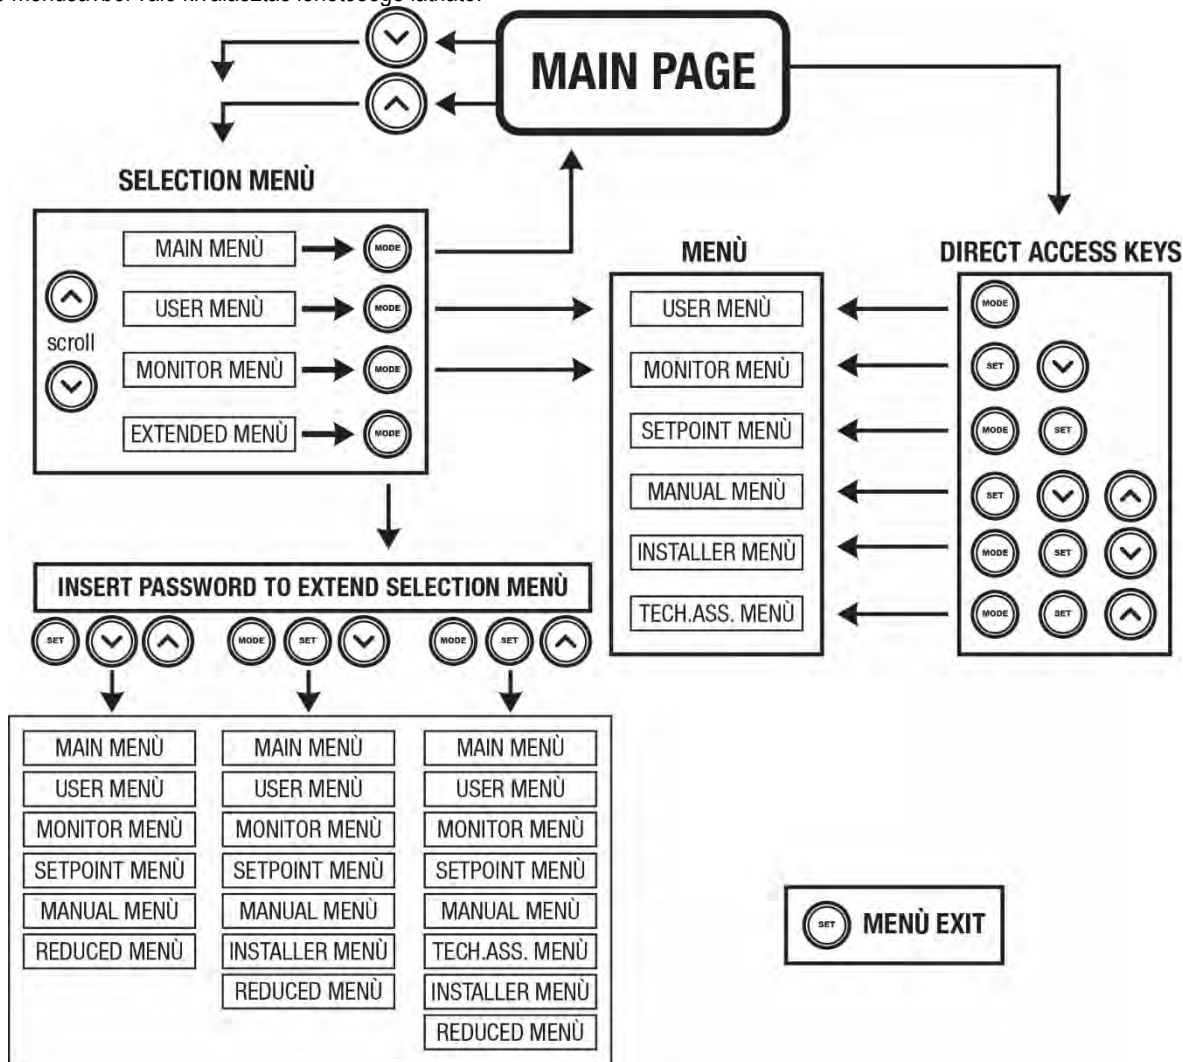 MAIN PAGE
SELECTION MENÙ
MAIN MENÙ MODE
USER MENÙ MODE
scroll
MONITOR MENÙ MODE
EXTENDED MENÙ MODE
MENÙ
USER MENÙ
MONITOR MENÙ
SETPOINT MENÙ
MANUAL MENÙ
INSTALLER MENÙ
TECH.ASS. MENÙ
DIRECT ACCESS KEYS
MODE
SET
MODE SET
SET
MODE SET
MODE SET
INSERT PASSWORD TO EXTEND SELECTION MENÙ
SET MODE SET MODE SET
MAIN MENÙ
USER MENÙ
MONITOR MENÙ
SETPOINT MENÙ
MANUAL MENÙ
REDUCED MENÙ
MAIN MENÙ
USER MENÙ
MONITOR MENÙ
SETPOINT MENÙ
MANUAL MENÙ
INSTALLER MENÙ
REDUCED MENÙ
MAIN MENÙ
USER MENÙ
MONITOR MENÙ
SETPOINT MENÙ
MANUAL MENÙ
TECH.ASS. MENÙ
INSTALLER MENÙ
REDUCED MENÙ
SET MENÙ EXIT